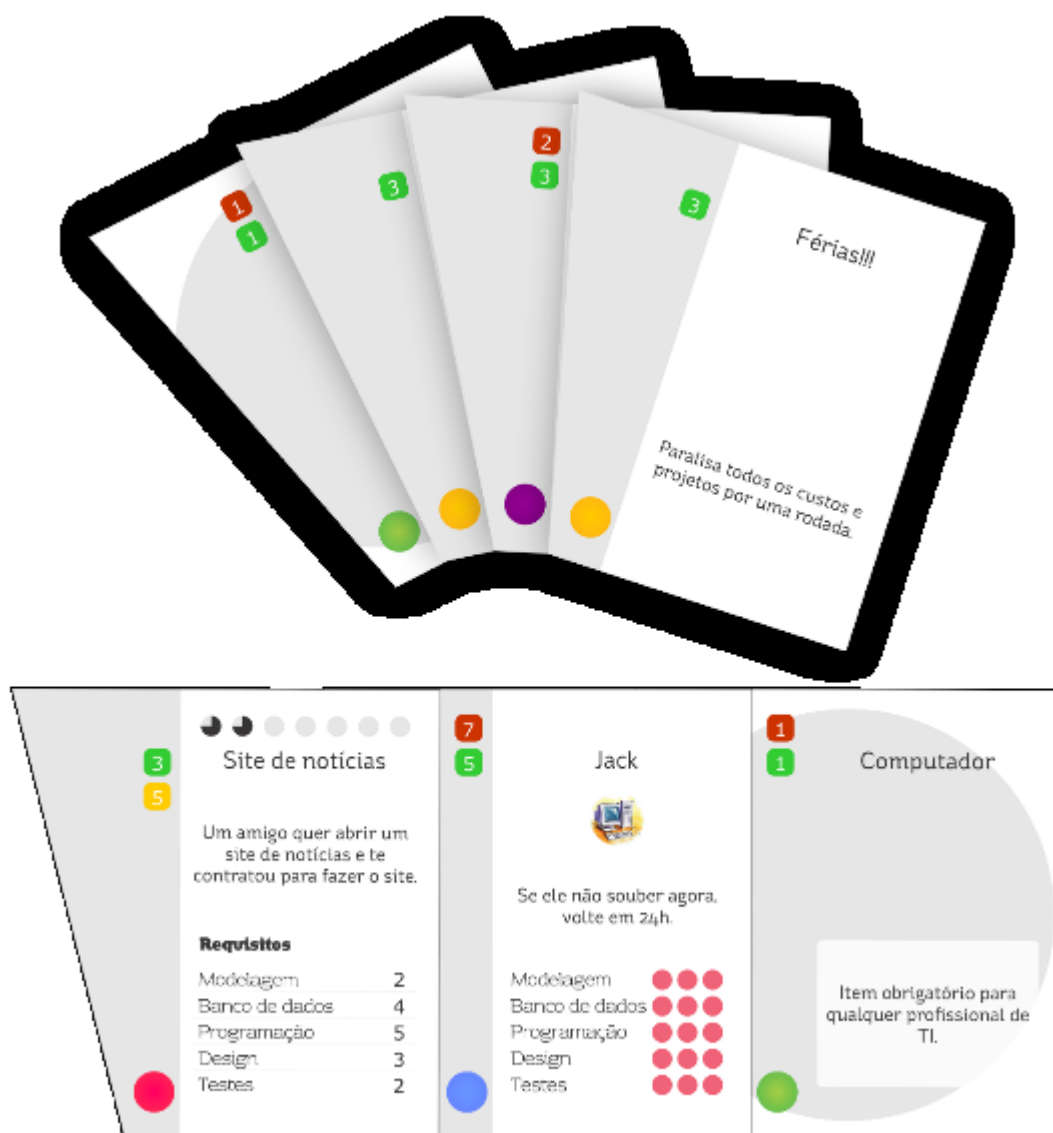 1
1
3
2
3
3
Férias!!!
Paralisa todos os custos e
projetos por uma rodada.
3
5
Site de notícias
Um amigo quer abrir um
site de notícias e te
contratou para fazer o site.
Requisitos
Modelagem 2
Banco de dados 4
Programação 5
Design 3
Testes 2
7
5
Jack
Se ele não souber agora,
volte em 24h.
Modelagem
Banco de dados
Programação
Design
Testes
1
1
Computador
Item obrigatório para
qualquer profissional de
TI.